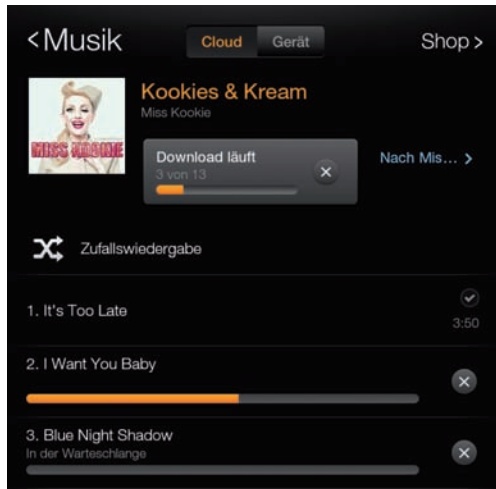 <Musik
Cloud
Gerät
Shop >
Kookies & Kream
Miss Kookie
MISS KOOKIE
Download läuft
3 von 13
Nach Mis... >
Zufallswiedergabe
1. It's Too Late
3:50
2. I Want You Baby
3. Blue Night Shadow
In der Warteschlange